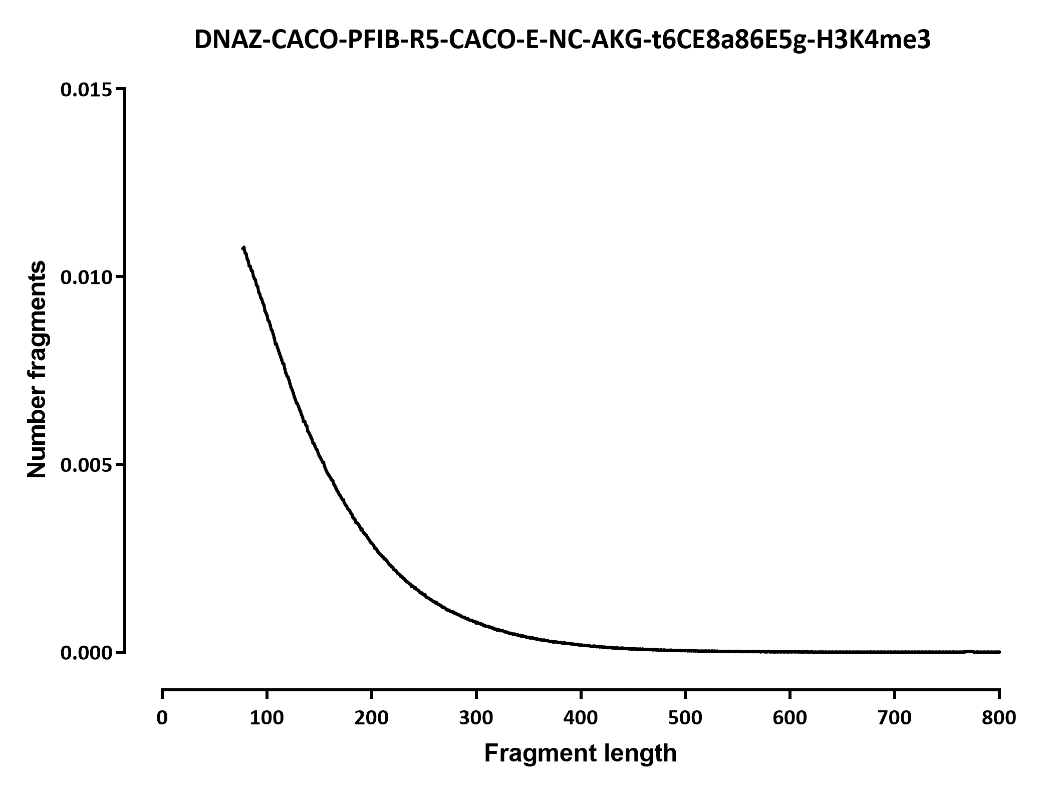 DNAZ-CACO-PFIB-R5-CACO-E-NC-AKG-t6CE8a86E5g-H3K4me3
0.015
0.010
0.005
0.000
Number fragments
0 100 200 300 400 500 600 700 800
Fragment length